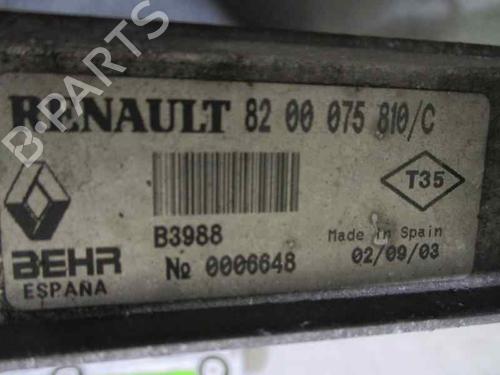 RENAULT 82 00 075 810/C
B3988
№ 0006648
BEHR
ESPAÑA
T35
Made in Spain
02/09/03
B-PARTS